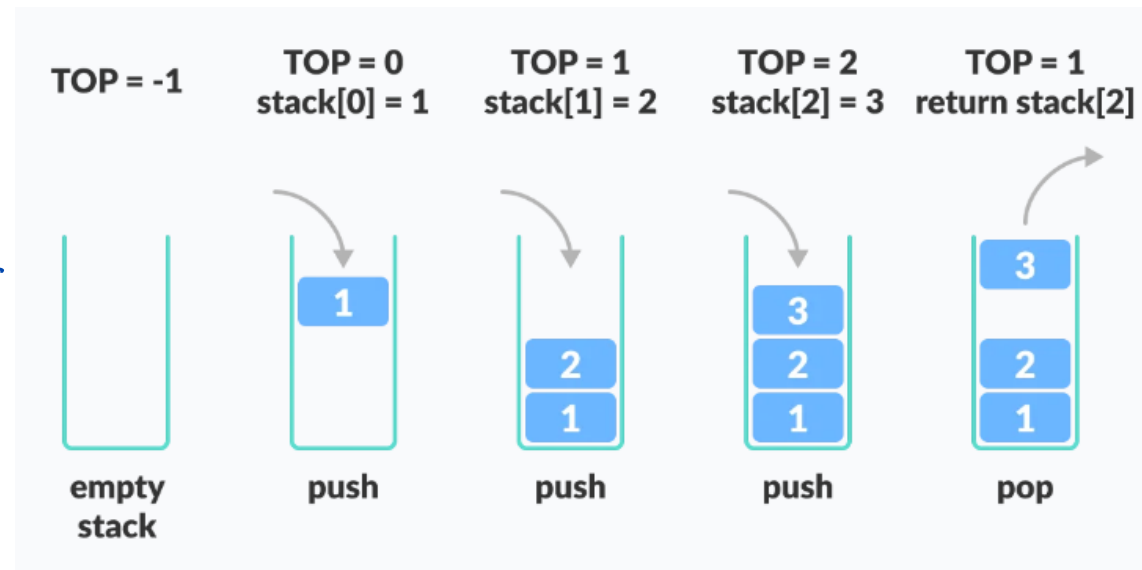 TOP = -1
TOP = 0
stack[0] = 1
TOP = 1
stack[1] = 2
TOP = 2
stack[2] = 3
TOP = 1
return stack[2]
1
2
1
3
2
1
3
2
1
empty
stack
push
push
push
pop